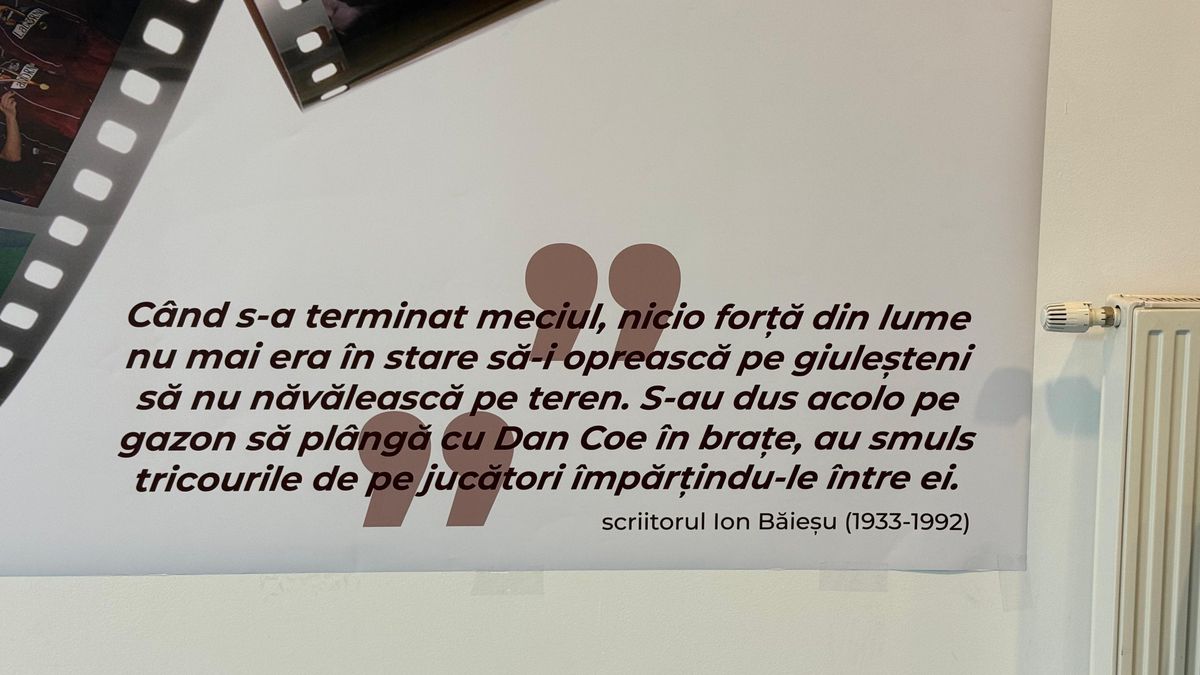 Când s-a terminat meciul, nicio forță din lume
nu mai era în stare să-i oprească pe giuleșteni
să nu năvălească pe teren. S-au dus acolo pe
gazon să plângă cu Dan Coe în brațe, au smuls
tricourile de pe jucători împărțindu-le între ei.
scriitorul Ion Băieșu (1933-1992)